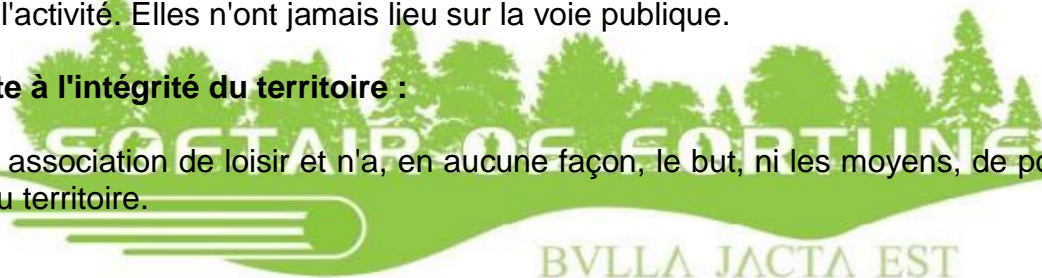 l'activité. Elles n'ont jamais lieu sur la voie publique.
te à l'intégrité du territoire :
SOFTAIR OF FORTUNE
association de loisir et n'a, en aucune façon, le but, ni les moyens, de po
u territoire.
BVLLA JACTA EST